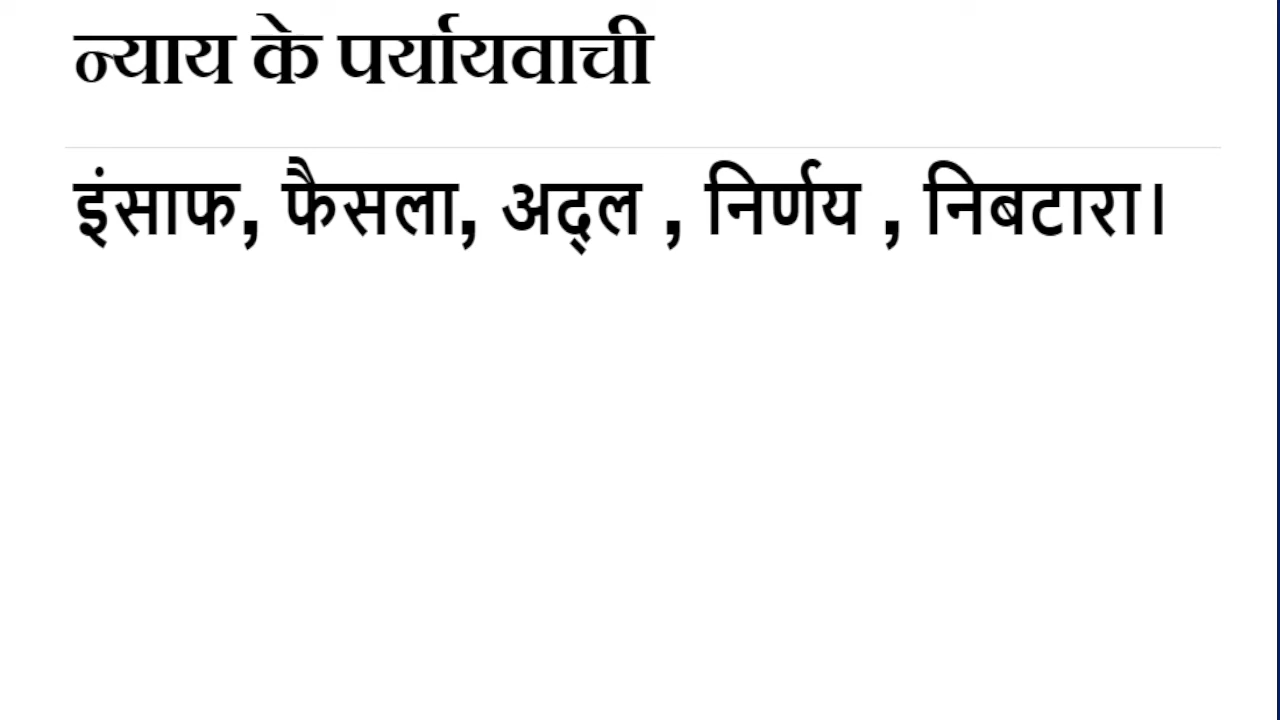 न्याय के पर्यायवाची
इंसाफ, फैसला, अद्ल , निर्णय , निबटारा।